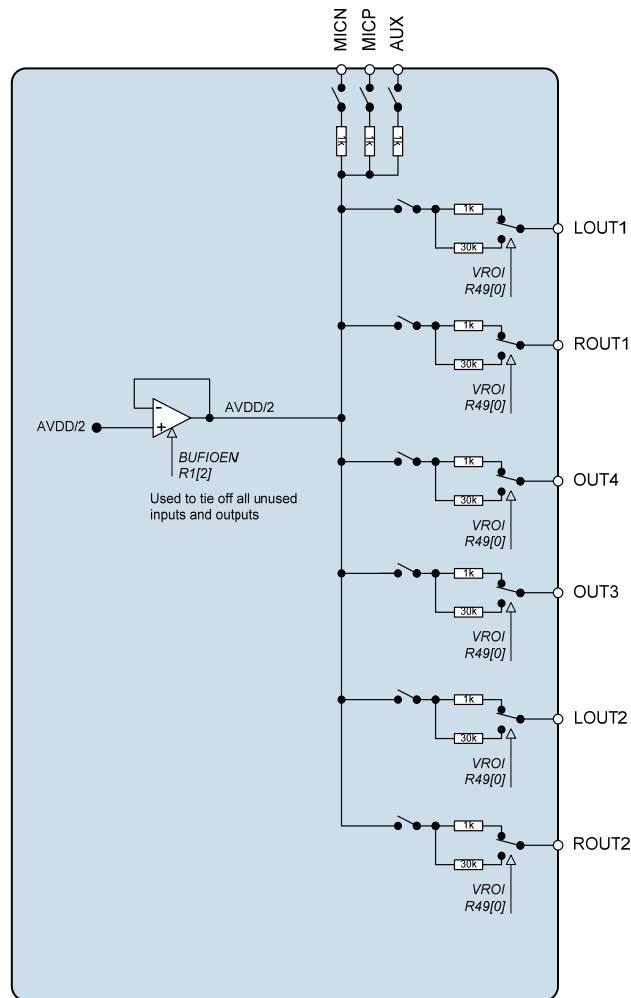 MICN
MICP
AUX
1k
1k
1k
1k
30k
LOUT1
VROI
R49[0]
1k
30k
ROUT1
VROI
R49[0]
AVDD/2
-
+
AVDD/2
BUFIOEN
R1[2]
Used to tie off all unused
inputs and outputs
1k
30k
OUT4
VROI
R49[0]
1k
30k
OUT3
VROI
R49[0]
1k
30k
LOUT2
VROI
R49[0]
1k
30k
ROUT2
VROI
R49[0]